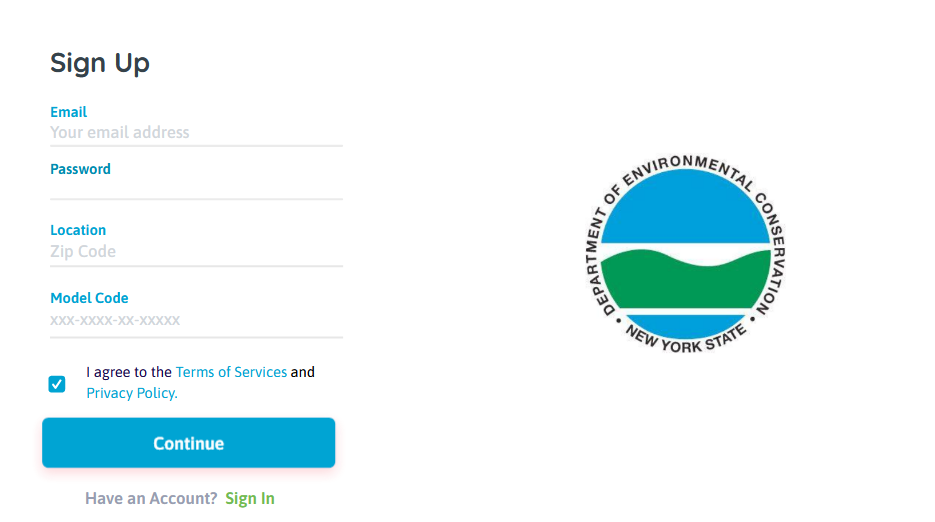 Sign Up
Email
Your email address
Password
Location
Zip Code
Model Code
xxx-xxxx-xx-xxxxx
I agree to the Terms of Services and
Privacy Policy.
Continue
Have an Account? Sign In
DEPARTMENT OF ENVIRONMENTAL CONSERVATION
• NEW YORK STATE •